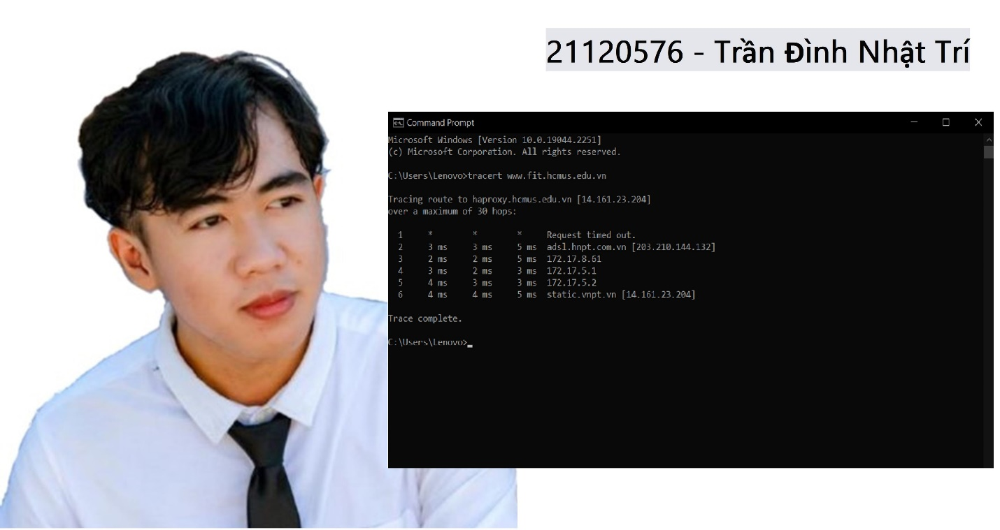 21120576 - Trần Đình Nhật Trí
Command Prompt
Microsoft Windows [Version 10.0.19044.2251]
(c) Microsoft Corporation. All rights reserved.
C:\Users\Lenovo>tracert www.fit.hcmus.edu.vn
Tracing route to haproxy.hcmus.edu.vn [14.161.23.204]
over a maximum of 30 hops:
1 * * * Request timed out.
2 3 ms 3 ms 5 ms adsl.hnpt.com.vn [203.210.144.132]
3 2 ms 2 ms 5 ms 172.17.8.61
4 3 ms 2 ms 3 ms 172.17.5.1
5 4 ms 3 ms 3 ms 172.17.5.2
6 4 ms 4 ms 5 ms static.vnpt.vn [14.161.23.204]
Trace complete.
C:\Users\Lenovo>_